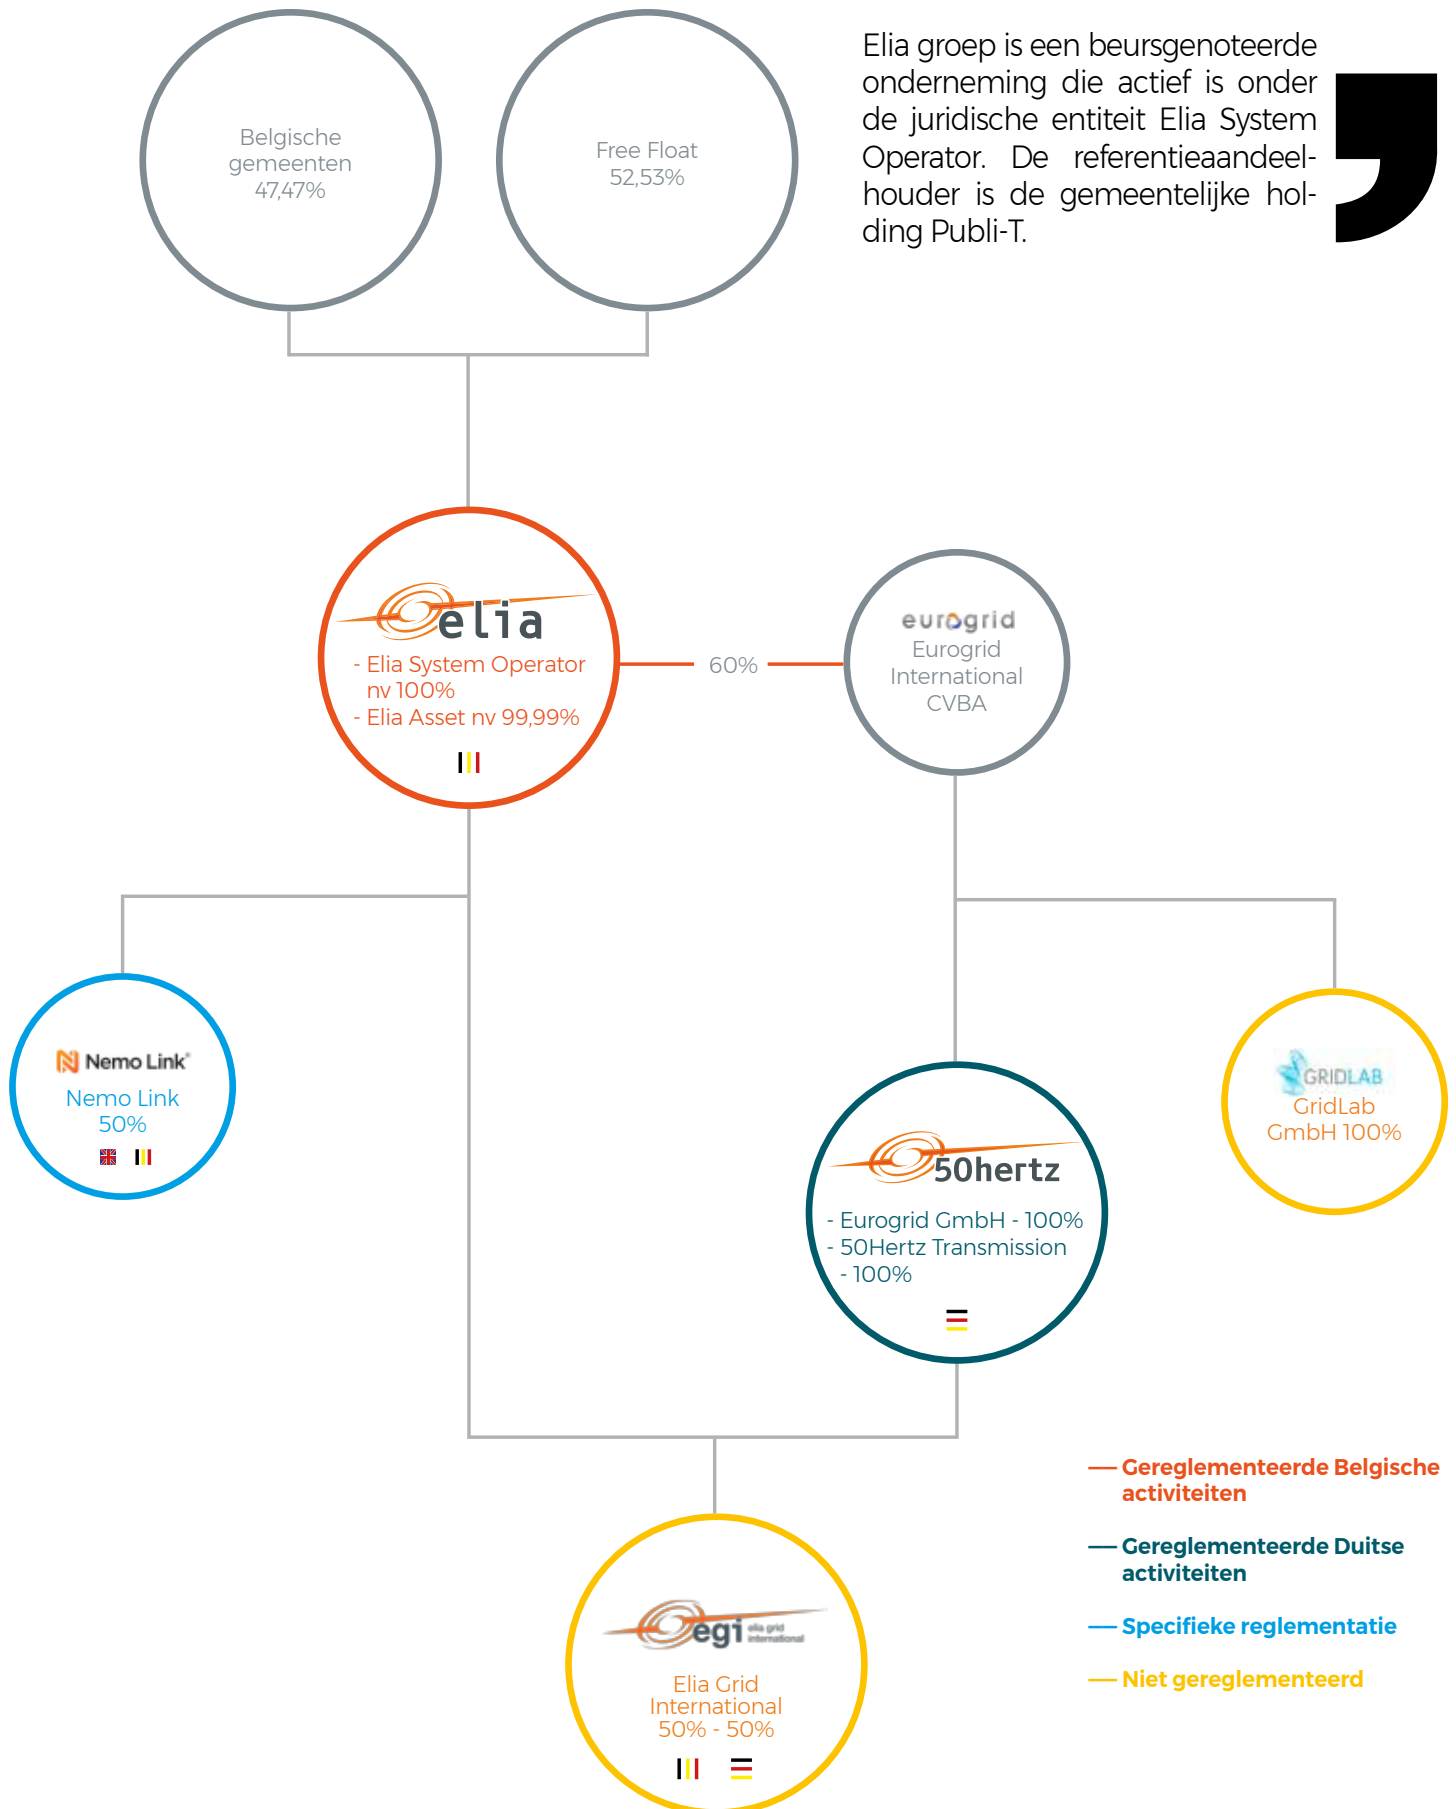 Belgische
gemeenten
47,47%
Free Float
52,53%
Elia groep is een beursgenoteerde
onderneming die actief is onder
de juridische entiteit Elia System
Operator. De referentieaandeel-
houder is de gemeentelijke hol-
ding Publi-T.
elia
- Elia System Operator
nv 100%
- Elia Asset nv 99,99%
60%
eurogrid
Eurogrid
International
CVBA
Nemo Link®
Nemo Link
50%
GRIDLAB
GridLab
GmbH 100%
50hertz
- Eurogrid GmbH - 100%
- 50Hertz Transmission
- 100%
egi elia grid
international
Elia Grid
International
50% - 50%
— Gereglementeerde Belgische
activiteiten
— Gereglementeerde Duitse
activiteiten
— Specifieke reglementatie
— Niet gereglementeerd